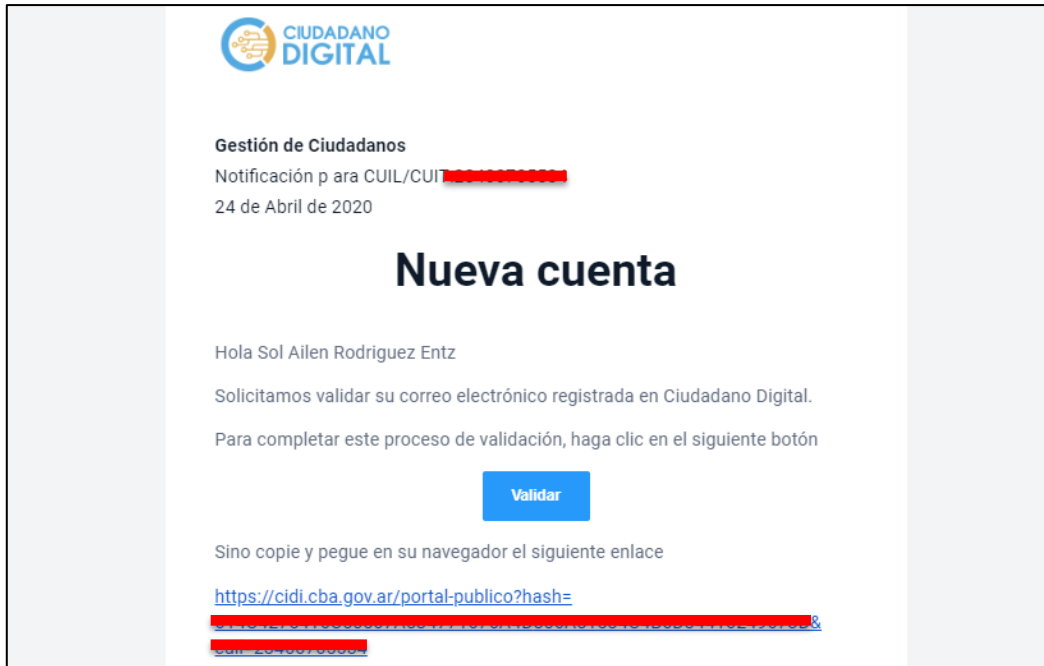 CIUDADANO
DIGITAL
Gestión de Ciudadanos
Notificación p ara CUIL/CUIT
24 de Abril de 2020
Nueva cuenta
Hola Sol Ailen Rodriguez Entz
Solicitamos validar su correo electrónico registrada en Ciudadano Digital.
Para completar este proceso de validación, haga clic en el siguiente botón
Validar
Sino copie y pegue en su navegador el siguiente enlace
https://cidi.cba.gov.ar/portal-publico?hash=
&